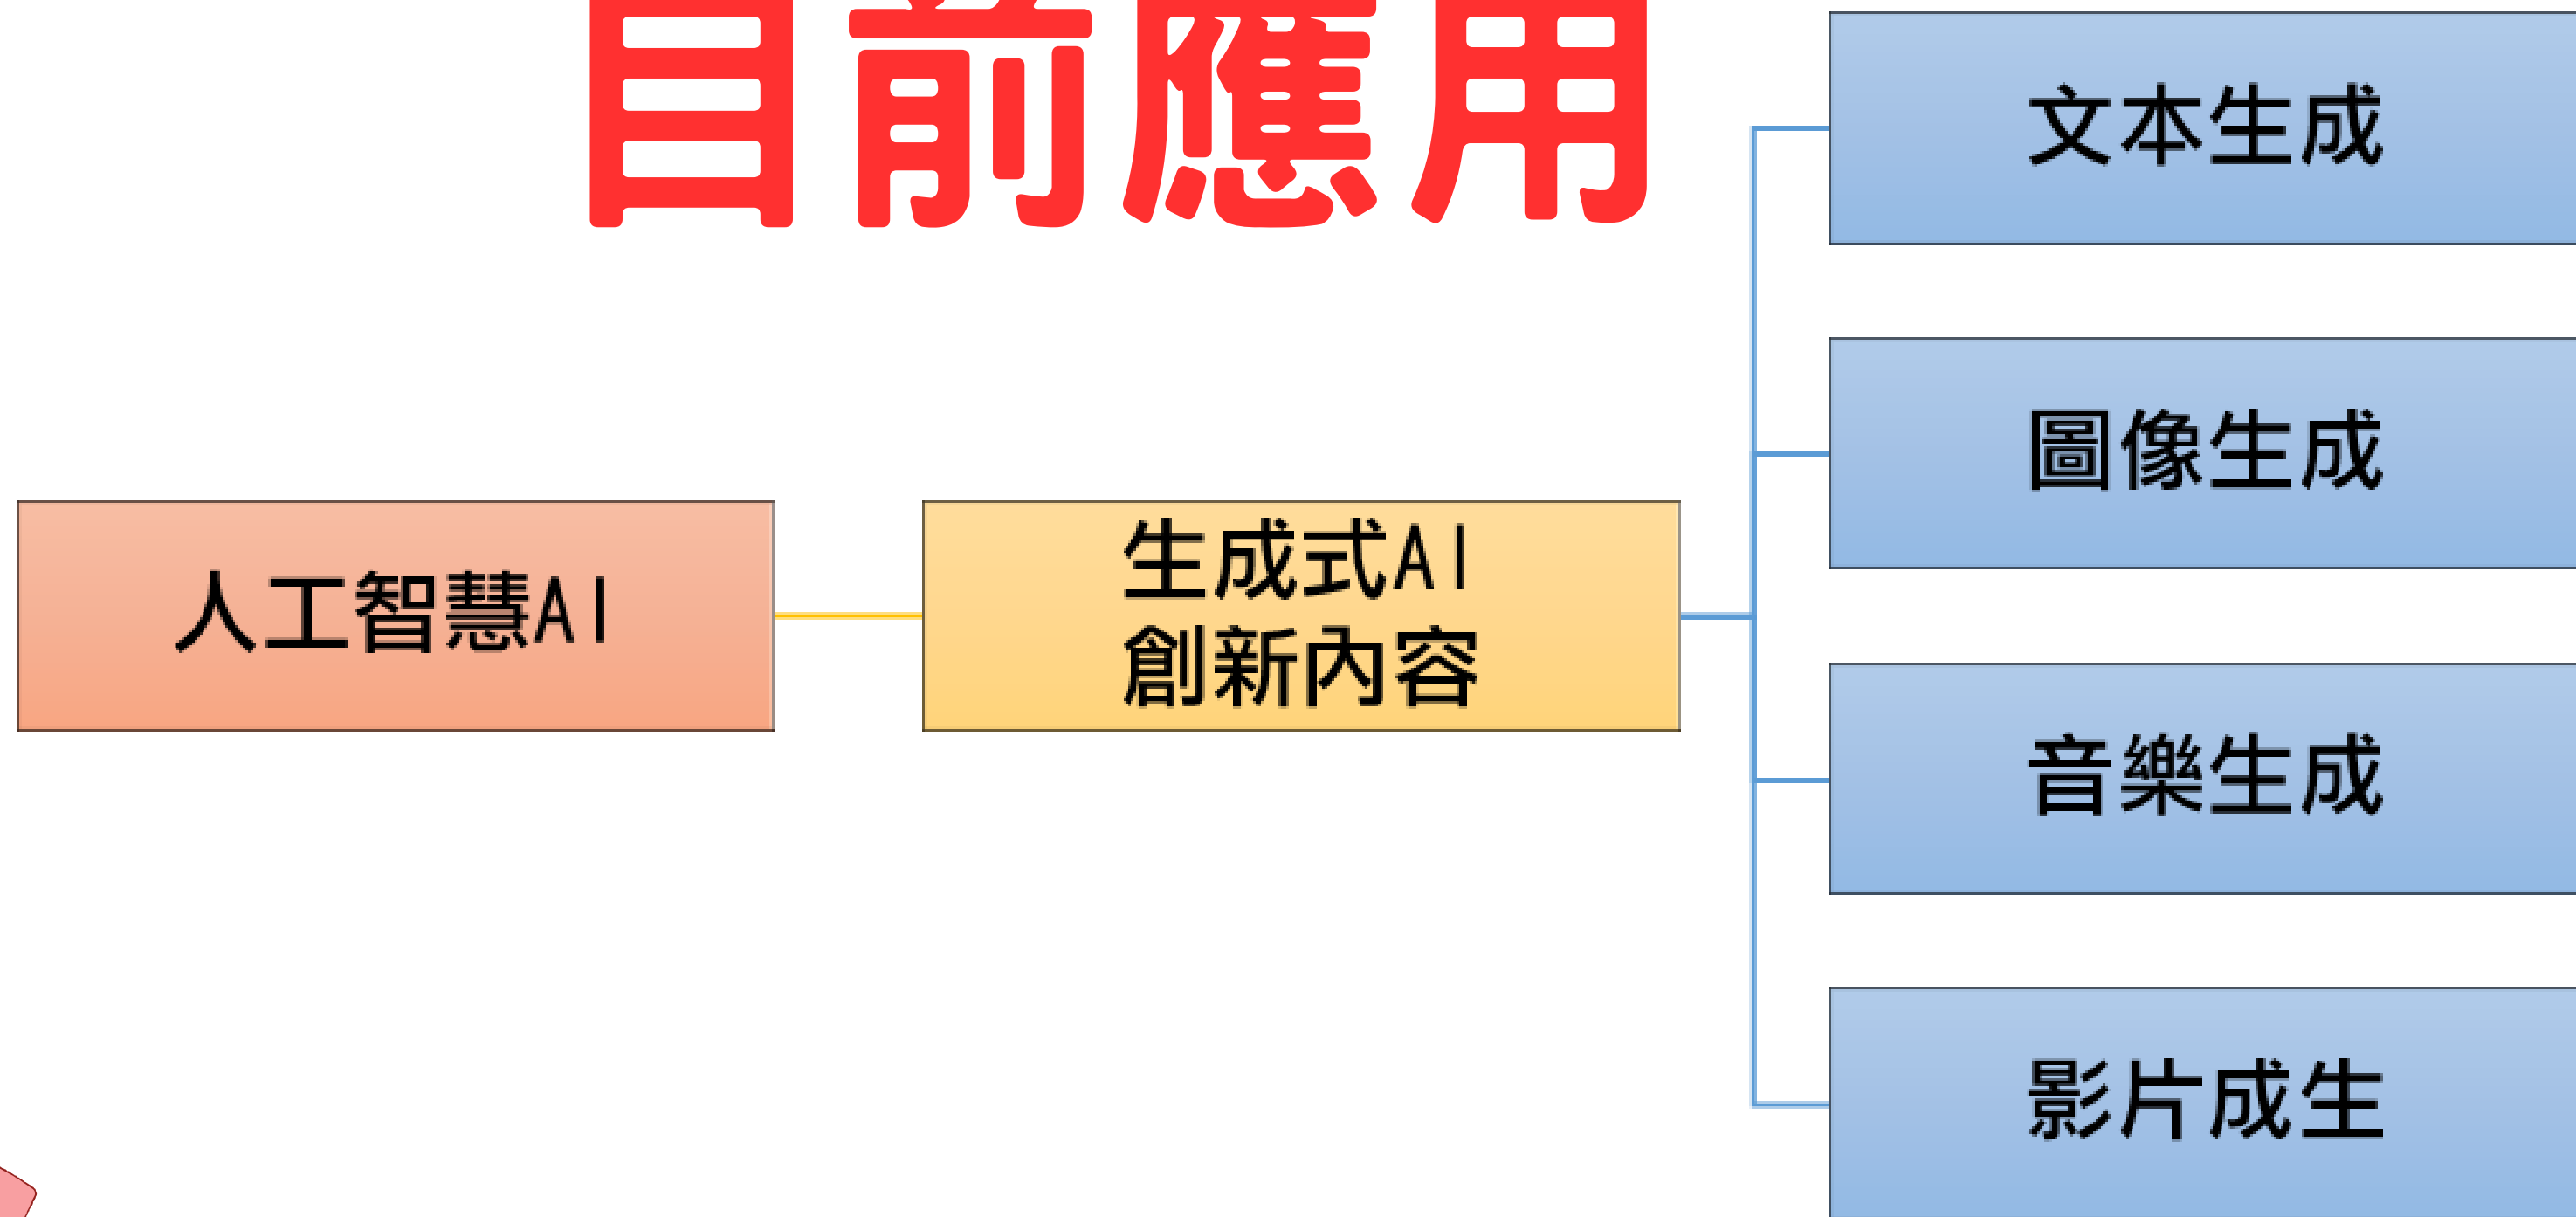 目前應用
人工智慧AI
生成式AI
創新內容
文本生成
圖像生成
音樂生成
影片成生